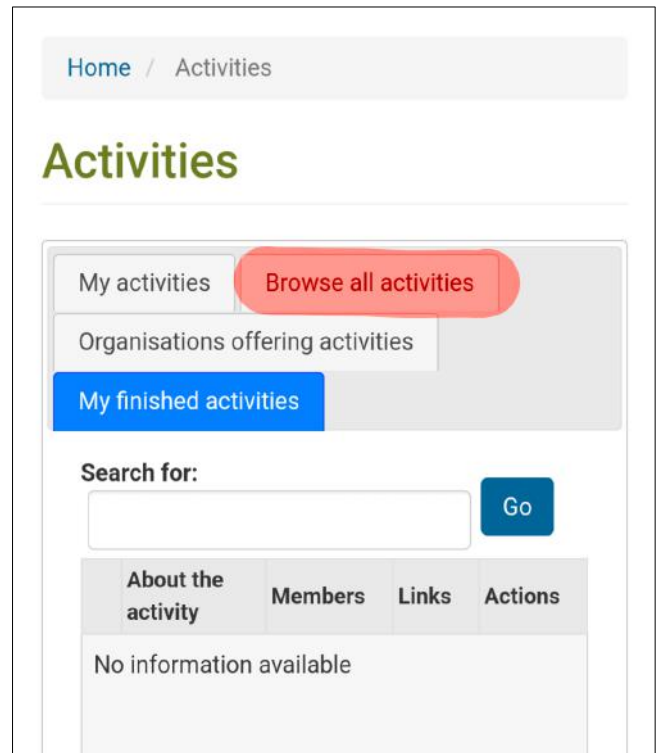 Home / Activities
Activities
My activities Browse all activities
Organisations offering activities
My finished activities
Search for:
Go
About the activity Members Links Actions
No information available